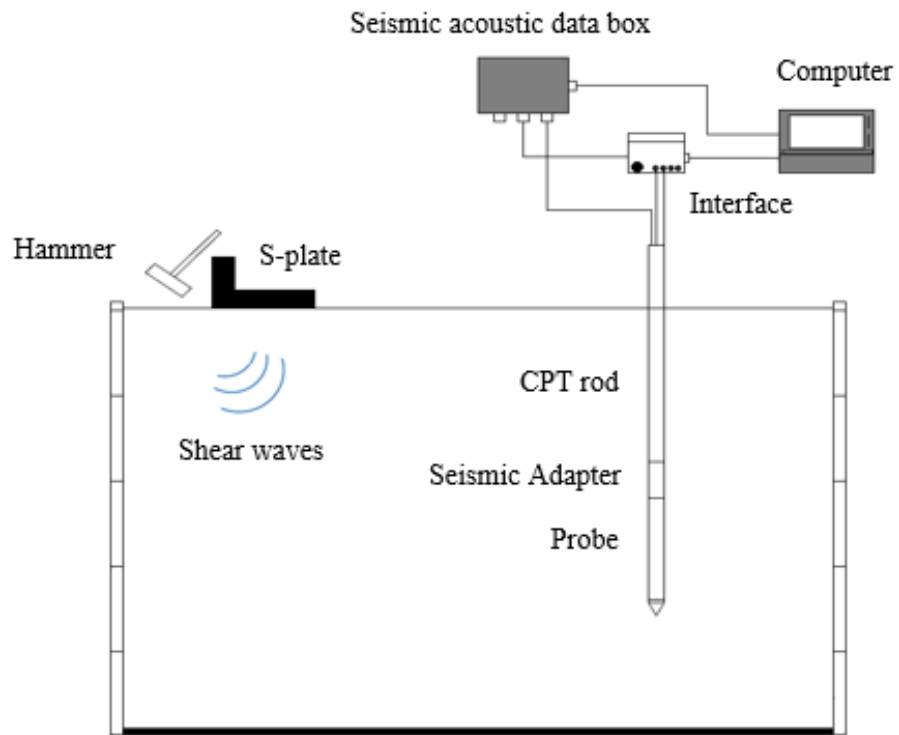 Seismic acoustic data box
Computer
Interface
Hammer
S-plate
CPT rod
Shear waves
Seismic Adapter
Probe